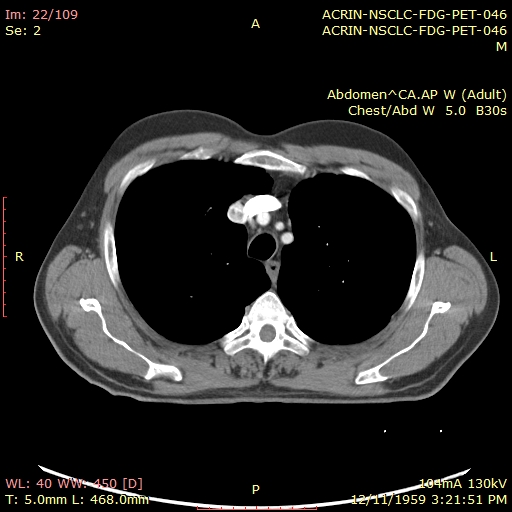 Im: 22/109
Se: 2
A
ACRIN-NSCLC-FDG-PET-046
ACRIN-NSCLC-FDG-PET-046
M
Abdomen^CA.AP W (Adult)
Chest/Abd W 5.0 B30s
R
L
WL: 40 WW: 450 [D]
T: 5.0mm L: 468.0mm
P
104mA 130kV
12/11/1959 3:21:51 PM